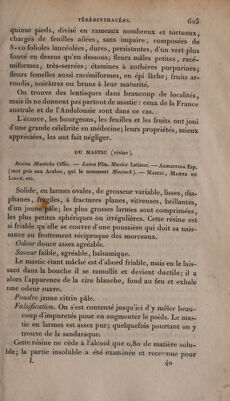 TÉRÉBINTHACÉES. 625
quinze pieds, divisé en rameaux nombreux et tortueux,
chargés de feuilles ailées, sans impaire, composées de
8-10 folioles lancéolées, dures, persistantes, d'un vert plus
foncé en dessus qu'en dessous; fleurs mâles petites, racé-
miformes, très-serrées; étamines à anthères purpurines;
fleurs femelles aussi racémiformes, en épi lâche; fruits ar-
rondis, noirâtres ou bruns à leur maturité.
On trouve des lentisques dans beaucoup de localités,
mais ils ne donnent pas partout de mastic : ceux de la France
australe et de l'Andalousie sont dans ce cas.
L'écorce, les bourgeons, les feuilles et les fruits ont joui
d'une grande célébrité en médecine; leurs propriétés, mieux
appréciées, les ont fait négliger.
DU MASTIC (résine).
Resina Mastiche Offic. — Lacca Plin. Mastix Latinor. — ALMASTIGA Esp.
(mot pris aux Arabes, qui le nomment Mastech). — MASTIC, MANNE DU
LIBAN, etc.
Solide, en larmes ovales, de grosseur variable, lisses, dia-
phanes, fragiles, à fractures planes, vitreuses, brillantes,
d'un jaune pâle; les plus grosses larmes sont comprimées,
les plus petites sphériques ou irrégulières. Cette résine est
si friable qu'elle se couvre d'une poussière qui doit sa nais-
sance au frottement réciproque des morceaux.
Odeur douce assez agréable.
Saveur faible, agréable, balsamique.
Le mastic étant mâché est d'abord friable, mais en le lais-
sant dans la bouche il se ramollit et devient ductile; il a
alors l'apparence de la cire blanche, fond au feu et exhale
une odeur suave.
Poudre jaune citrin pâle.
Falsification. On s'est contenté jusqu'ici d'y mêler beau-
coup d'impuretés pour en augmenter le poids. Le mas-
tic en larmes est assez pur; quelquefois pourtant on y
trouve de la sandaraque.
Cette résine ne cède à l'alcool que 0,80 de matière solu-
ble; la partie insoluble a été examinée et reconnue pour
I. 40